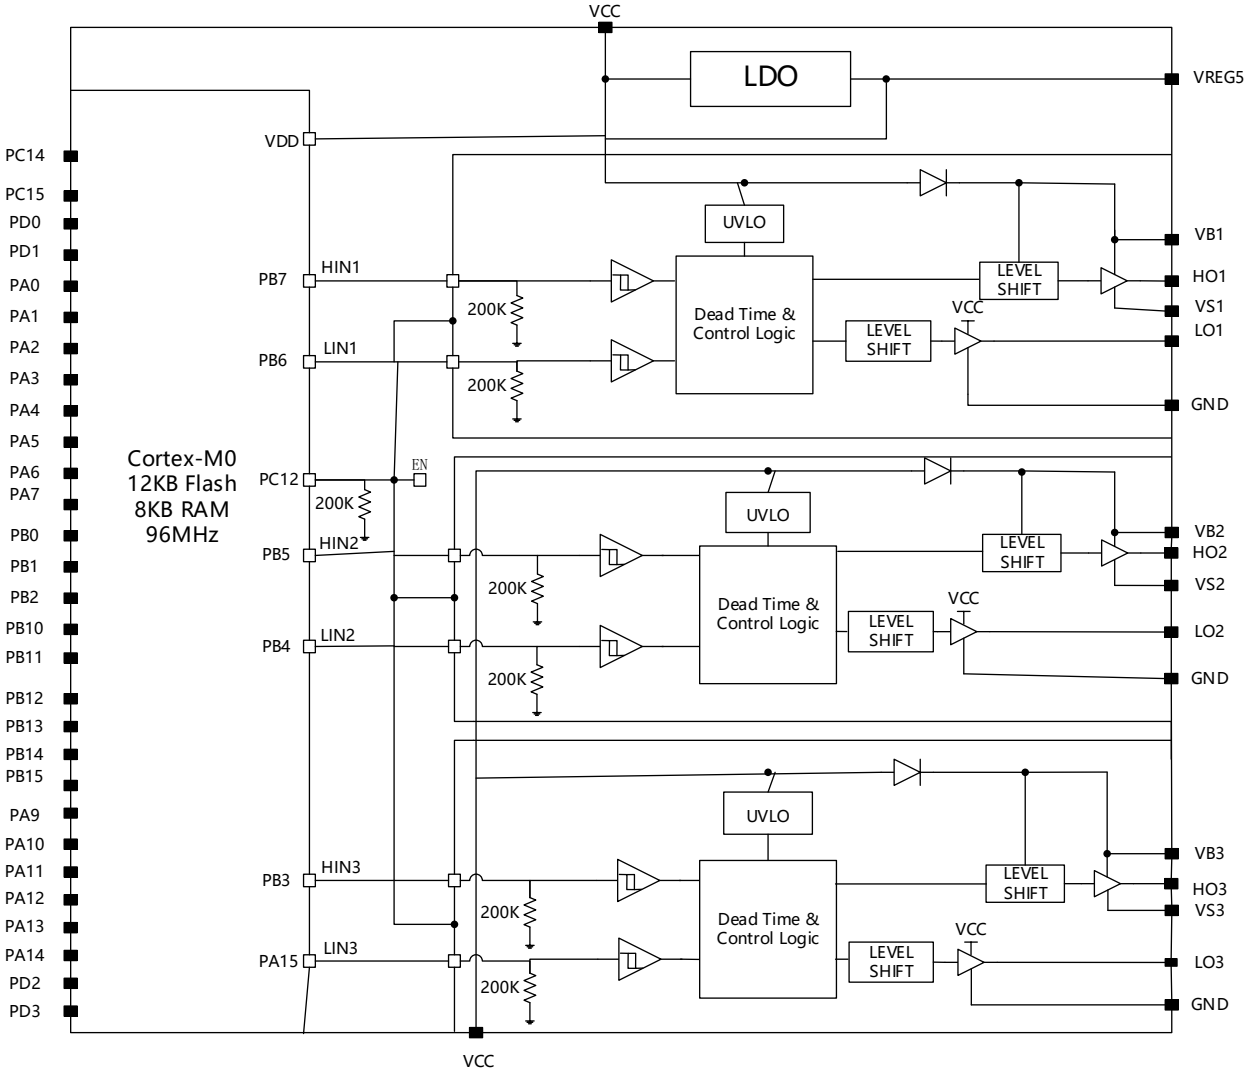 VCC
LDO
VREG5
VDD
PC14
PC15
PD0
PD1
PA0
PA1
PA2
PA3
PA4
PA5
PA6
PA7
PB0
PB1
PB2
PB10
PB11
PB12
PB13
PB14
PB15
PA9
PA10
PA11
PA12
PA13
PA14
PD2
PD3
Cortex-M0
12KB Flash
8KB RAM
96MHz
PB7
HIN1
200K
PB6
LIN1
200K
UVLO
Dead Time &
Control Logic
LEVEL
SHIFT
LEVEL
SHIFT
VCC
VB1
HO1
VS1
LO1
GND
PC12
EN
200K
PB5
HIN2
200K
PB4
LIN2
200K
UVLO
Dead Time &
Control Logic
LEVEL
SHIFT
LEVEL
SHIFT
VCC
VB2
HO2
VS2
LO2
GND
PB3
HIN3
200K
PA15
LIN3
200K
UVLO
Dead Time &
Control Logic
LEVEL
SHIFT
LEVEL
SHIFT
VCC
VB3
HO3
VS3
LO3
GND
VCC